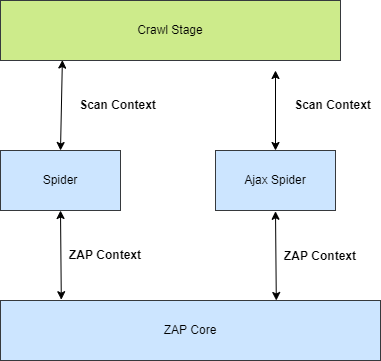 Crawl Stage
Scan Context
Scan Context
Spider
Ajax Spider
ZAP Context
ZAP Context
ZAP Core